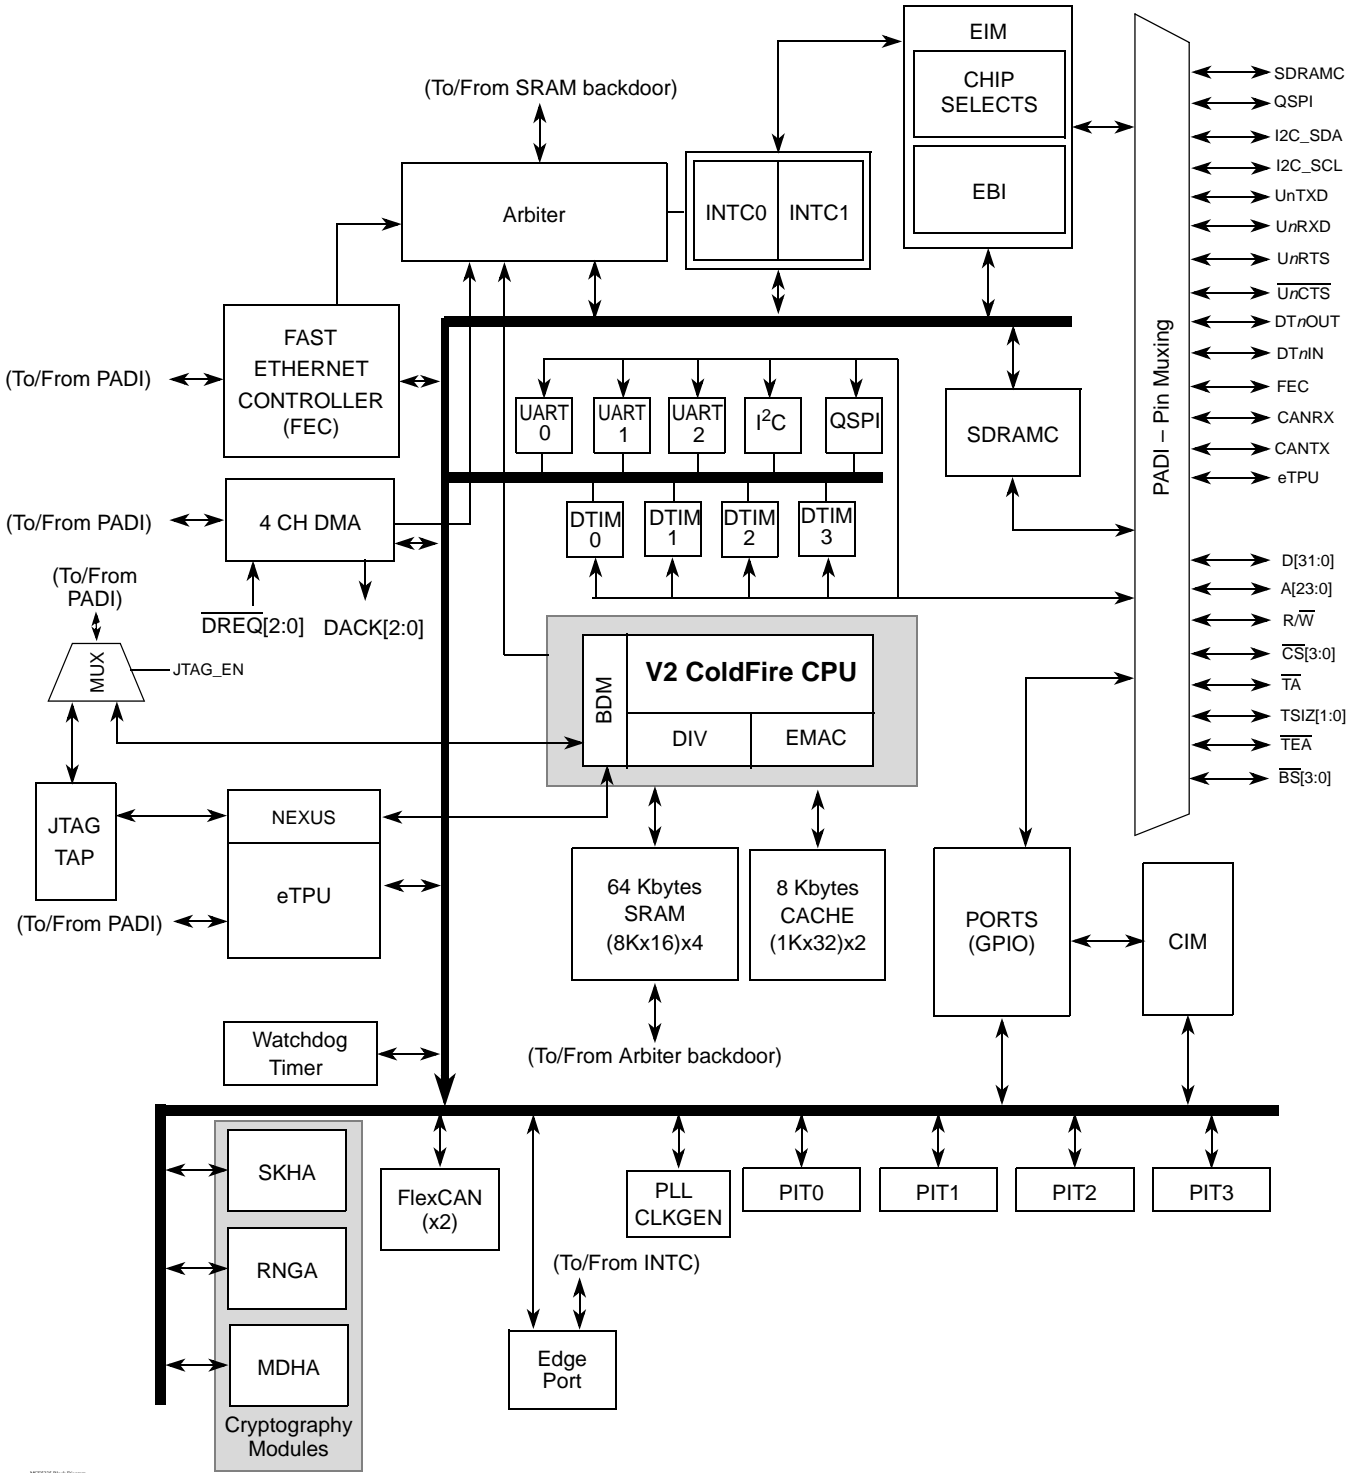 EIM
CHIP
SELECTS
EBI
(To/From SRAM backdoor)
Arbiter
INTC0
INTC1
FAST
ETHERNET
CONTROLLER
(FEC)
(To/From PADI)
UART
0
UART
1
UART
2
I²C
QSPI
SDRAMC
4 CH DMA
(To/From PADI)
DREQ[2:0]
DACK[2:0]
DTIM
0
DTIM
1
DTIM
2
DTIM
3
(To/From
PADI)
MUX
JTAG_EN
BDM
V2 ColdFire CPU
DIV
EMAC
JTAG
TAP
NEXUS
eTPU
(To/From PADI)
64 Kbytes
SRAM
(8Kx16)x4
8 Kbytes
CACHE
(1Kx32)x2
PORTS
(GPIO)
CIM
(To/From Arbiter backdoor)
Watchdog
Timer
SKHA
RNGA
MDHA
Cryptography
Modules
FlexCAN
(x2)
PLL
CLKGEN
PIT0
PIT1
PIT2
PIT3
(To/From INTC)
Edge
Port
PADI – Pin Muxing
SDRAMC
QSPI
I2C_SDA
I2C_SCL
UnTXD
UnRXD
UnRTS
UnCTS
DTnOUT
DTnIN
FEC
CANRX
CANTX
eTPU
D[31:0]
A[23:0]
R/W
CS[3:0]
TA
TSIZ[1:0]
TEA
BS[3:0]